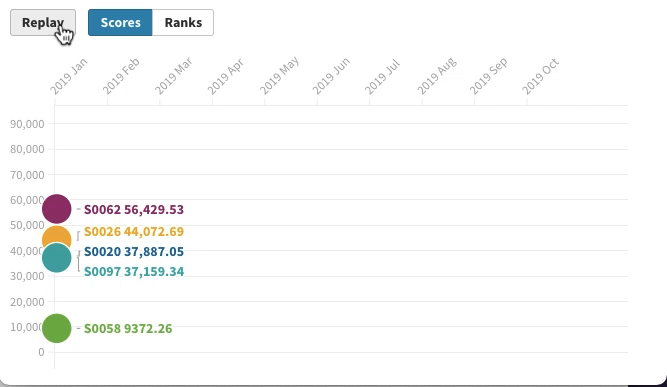 Replay Scores Ranks
2019 Jan 2019 Feb 2019 Mar 2019 Apr 2019 May 2019 Jun 2019 Jul 2019 Aug 2019 Sep 2019 Oct
90,000
80,000
70,000
60,000
S0062 56,429.53
50,000
S0026 44,072.69
40,000
S0020 37,887.05
S0097 37,159.34
30,000
20,000
10,000
S0058 9372.26
0